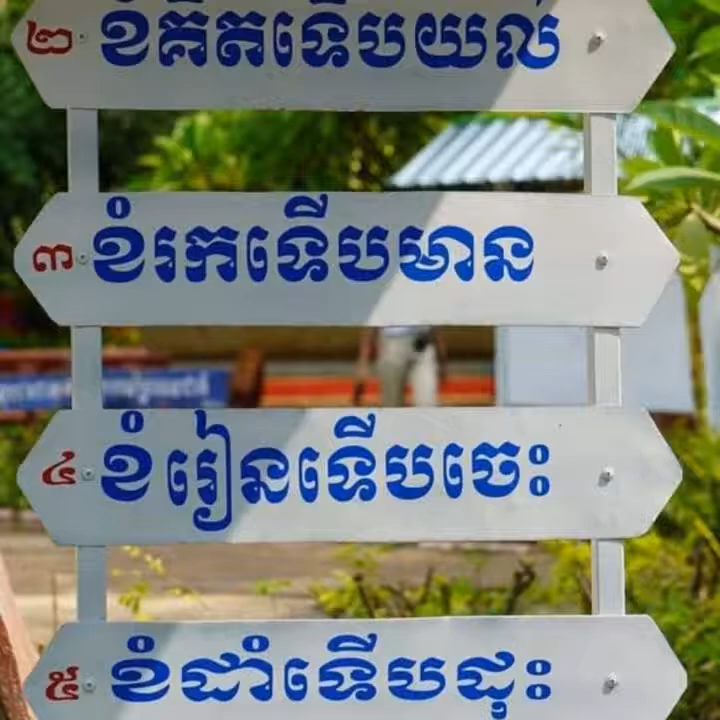 ២ ខំគិតទើបយល់
៣ ខំរកទើបមាន
៤ ខំរៀនទើបចេះ
៥ ខំដាំទើបដុះ